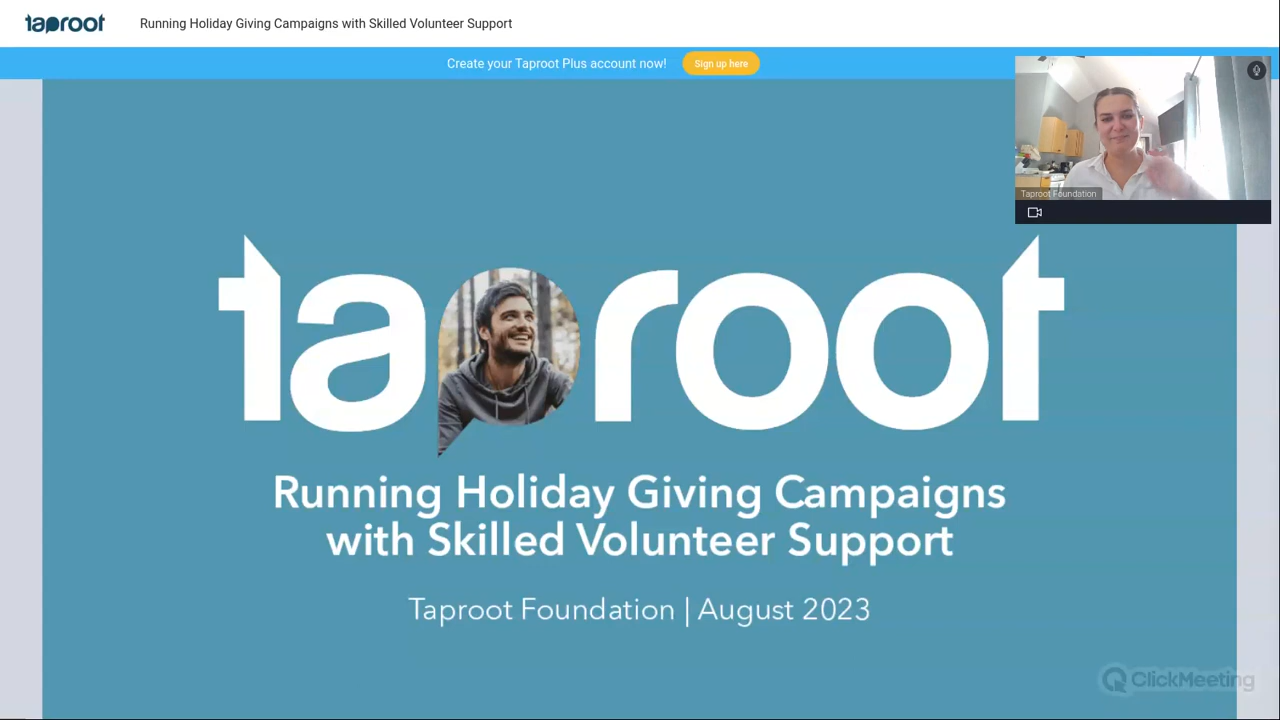 taproot
Running Holiday Giving Campaigns with Skilled Volunteer Support
Create your Taproot Plus account now!
Sign up here
Taproot Foundation
taproot
Running Holiday Giving Campaigns
with Skilled Volunteer Support
Taproot Foundation | August 2023
ClickMeeting